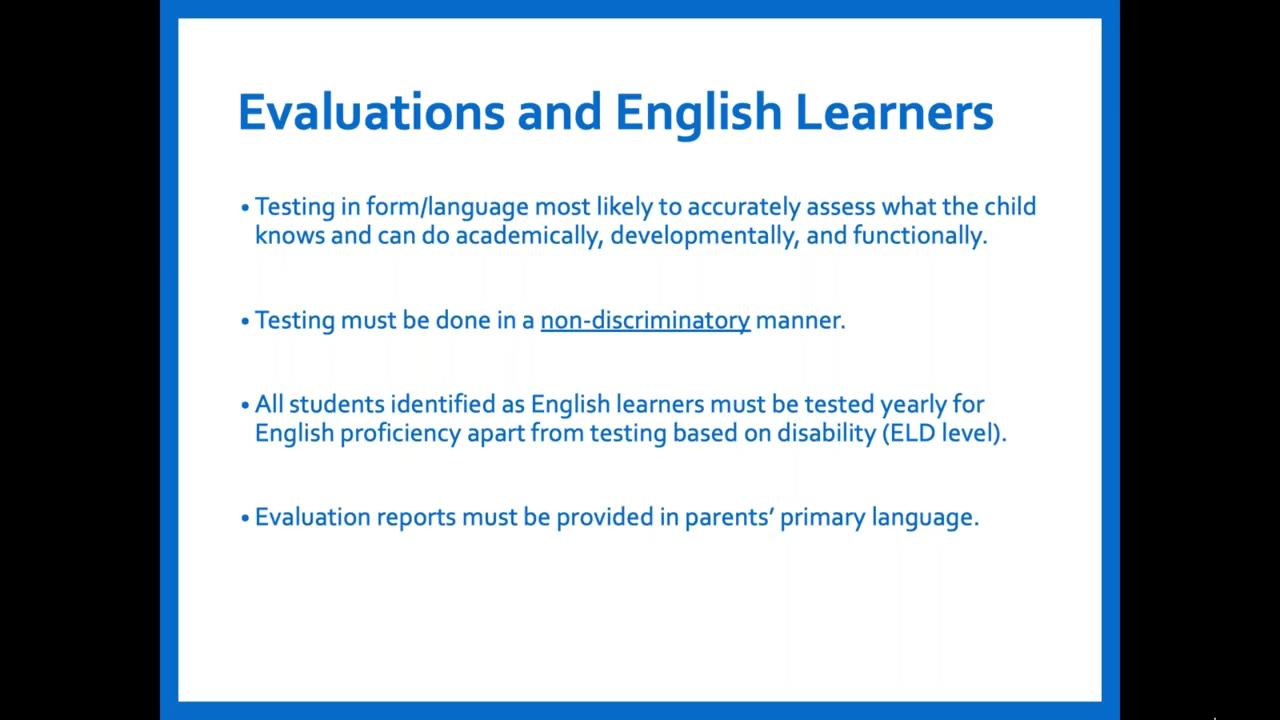 Evaluations and English Learners
• Testing in form/language most likely to accurately assess what the child
knows and can do academically, developmentally, and functionally.
• Testing must be done in a non-discriminatory manner.
• All students identified as English learners must be tested yearly for
English proficiency apart from testing based on disability (ELD level).
• Evaluation reports must be provided in parents’ primary language.